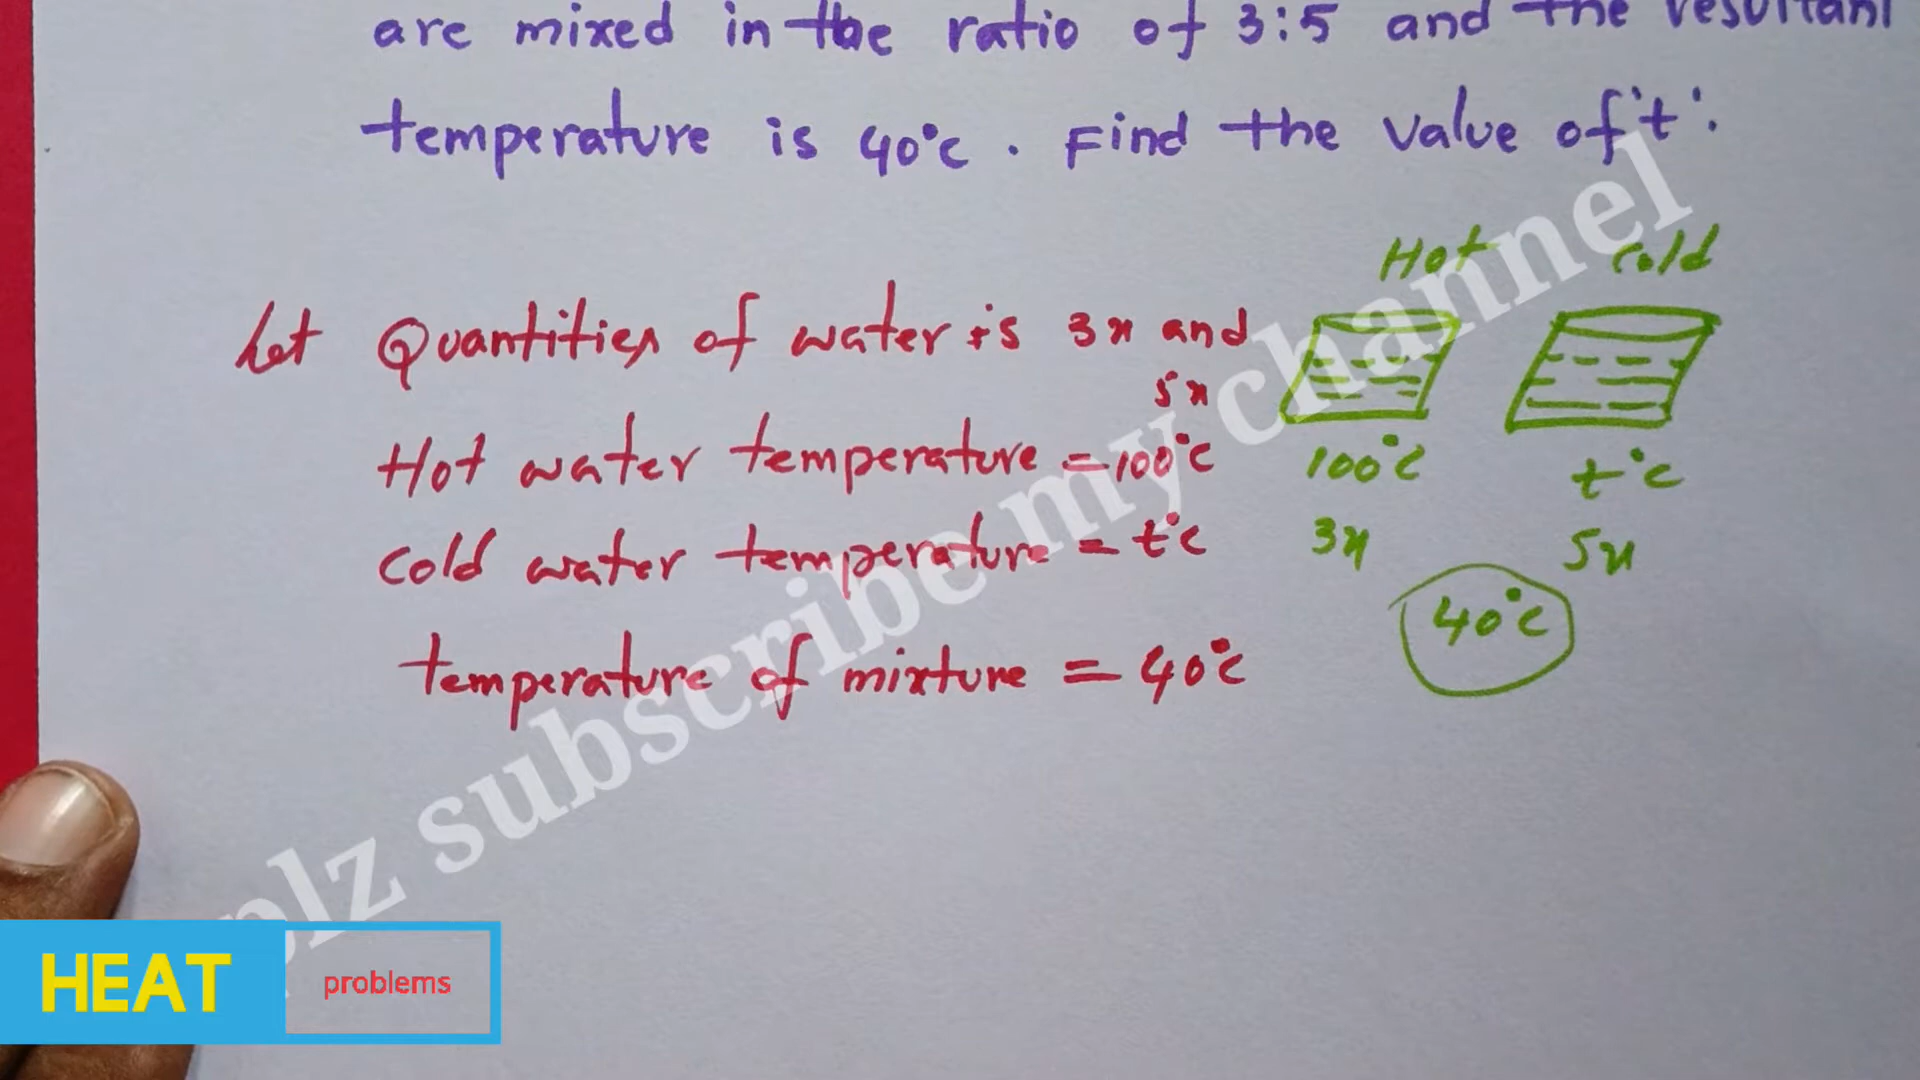 are mixed in the ratio of 3:5 and the resultant
temperature is 40°c. Find the value of 't'.
Hot cold
Let Quantities of water is 3x and
5x
Hot water temperature = 100°c
100°c t°c
cold water temperature = t°c
3x 5x
40°c
temperature of mixture = 40°c
plz subscribe my channel
HEAT problems